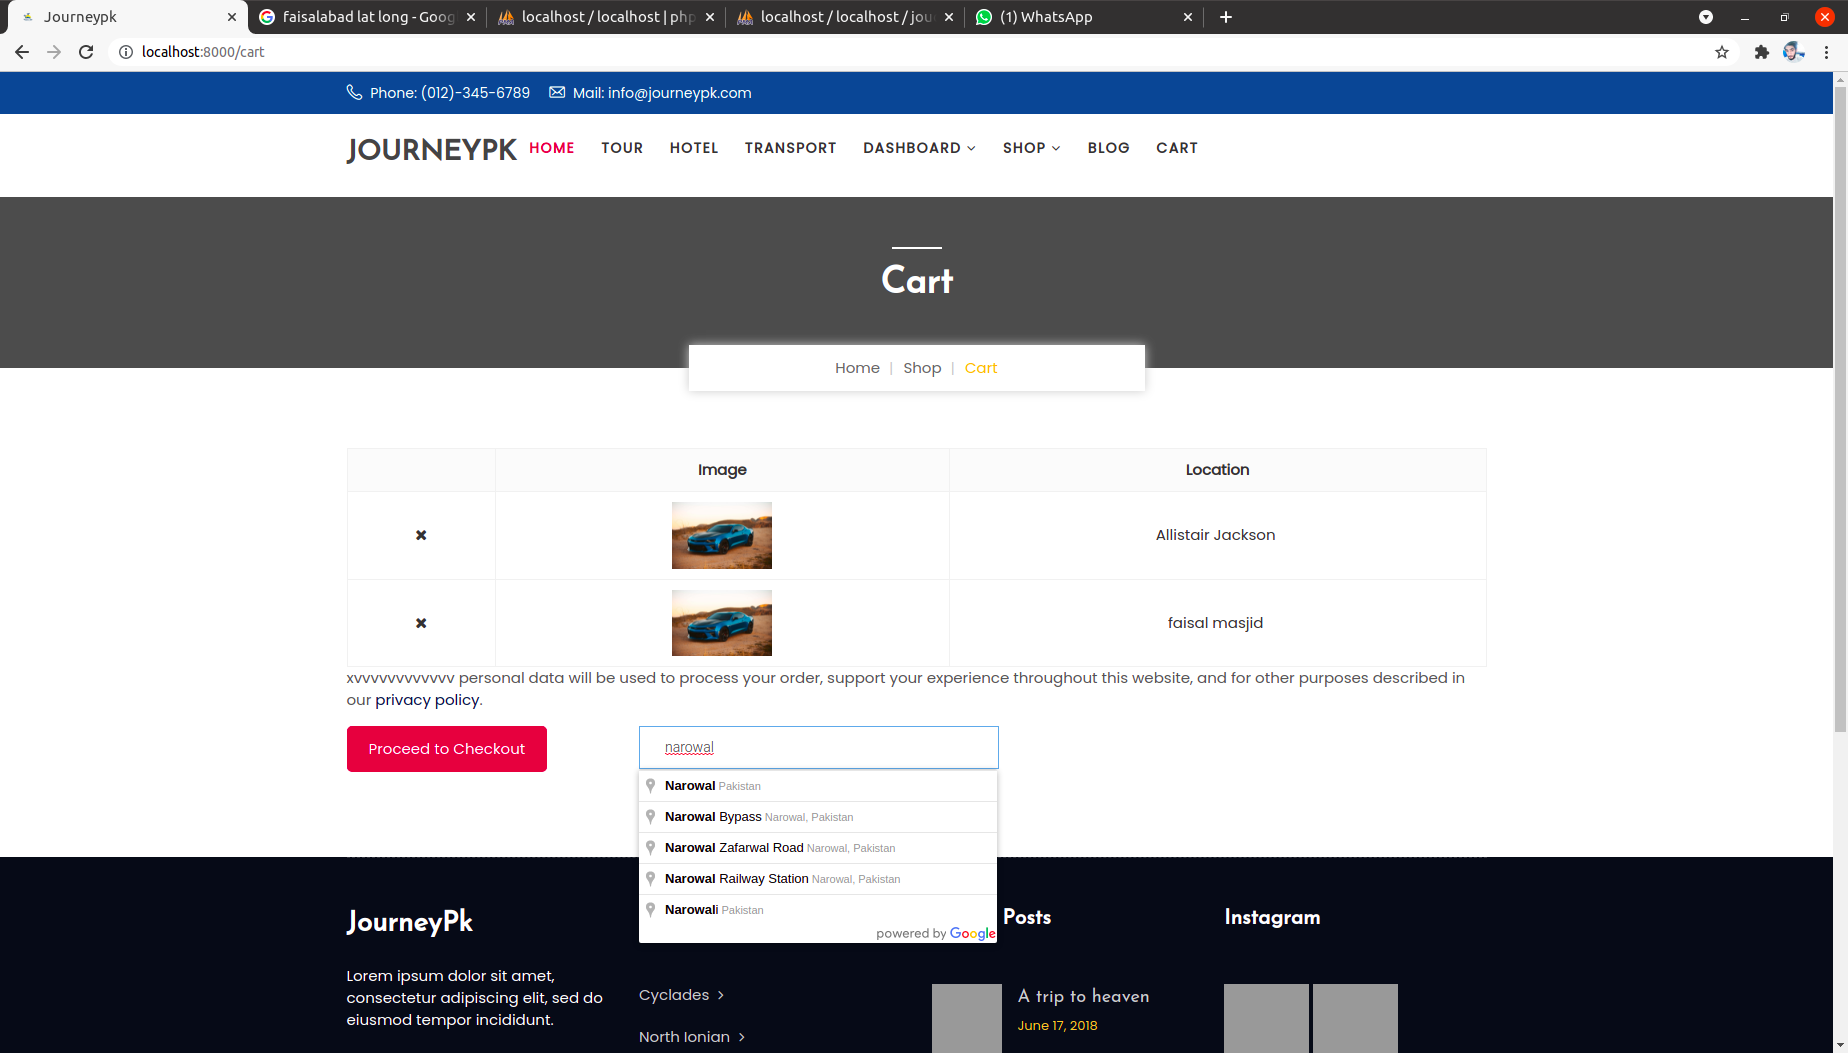 Journeypk
faisalabad lat long - Goog
localhost / localhost | php
localhost / localhost / jou
(1) WhatsApp
localhost:8000/cart
Phone: (012)-345-6789
Mail: info@journeypk.com
JOURNEYPK
HOME
TOUR
HOTEL
TRANSPORT
DASHBOARD
SHOP
BLOG
CART
Cart
Home | Shop | Cart
Image
Location
Allistair Jackson
faisal masjid
xvvvvvvvvvvvv personal data will be used to process your order, support your experience throughout this website, and for other purposes described in
our privacy policy.
Proceed to Checkout
narowal
Narowal Pakistan
Narowal Bypass Narowal, Pakistan
Narowal Zafarwal Road Narowal, Pakistan
Narowal Railway Station Narowal, Pakistan
Narowali Pakistan
powered by Google
JourneyPk
Posts
Instagram
Lorem ipsum dolor sit amet,
consectetur adipiscing elit, sed do
eiusmod tempor incididunt.
Cyclades
North Ionian
A trip to heaven
June 17, 2018